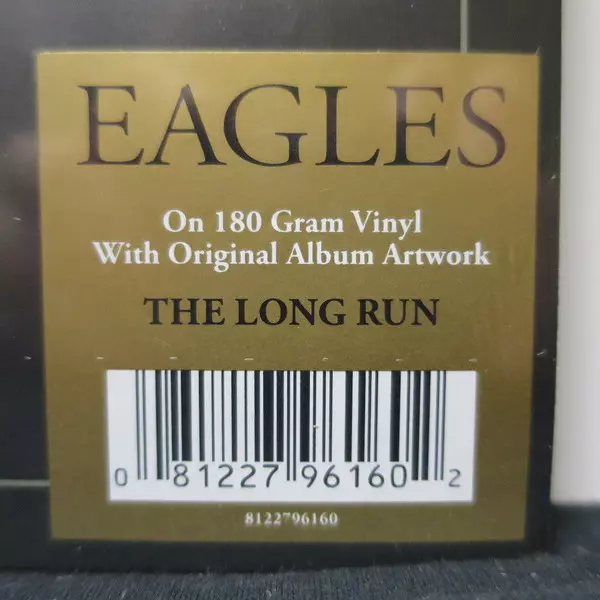 EAGLES
On 180 Gram Vinyl
With Original Album Artwork
THE LONG RUN
0 81227 96160 2
8122796160